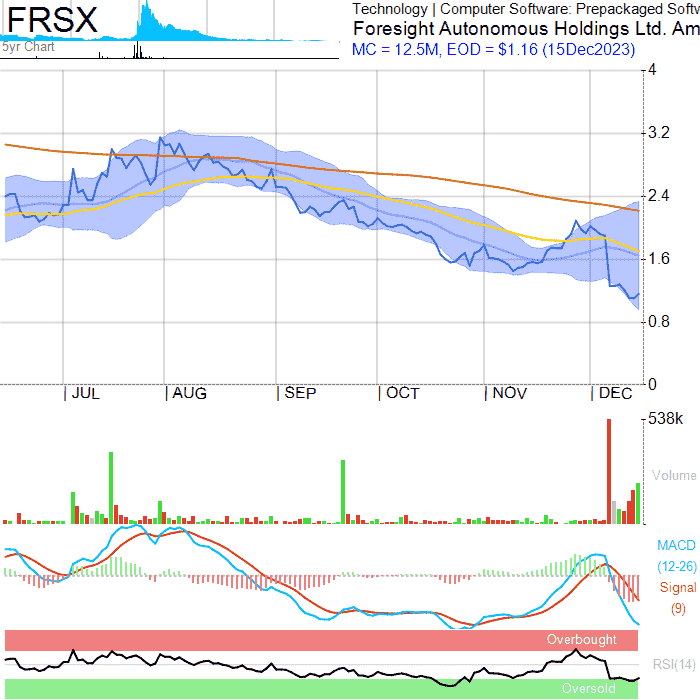 FRSX
5yr Chart
Technology | Computer Software: Prepackaged Softw
Foresight Autonomous Holdings Ltd. Am
MC = 12.5M, EOD = $1.16 (15Dec2023)
4
3.2
2.4
1.6
0.8
0
JUL AUG SEP OCT NOV DEC
538k
Volume
MACD
(12-26)
Signal
(9)
Overbought
RSI(14)
Oversold